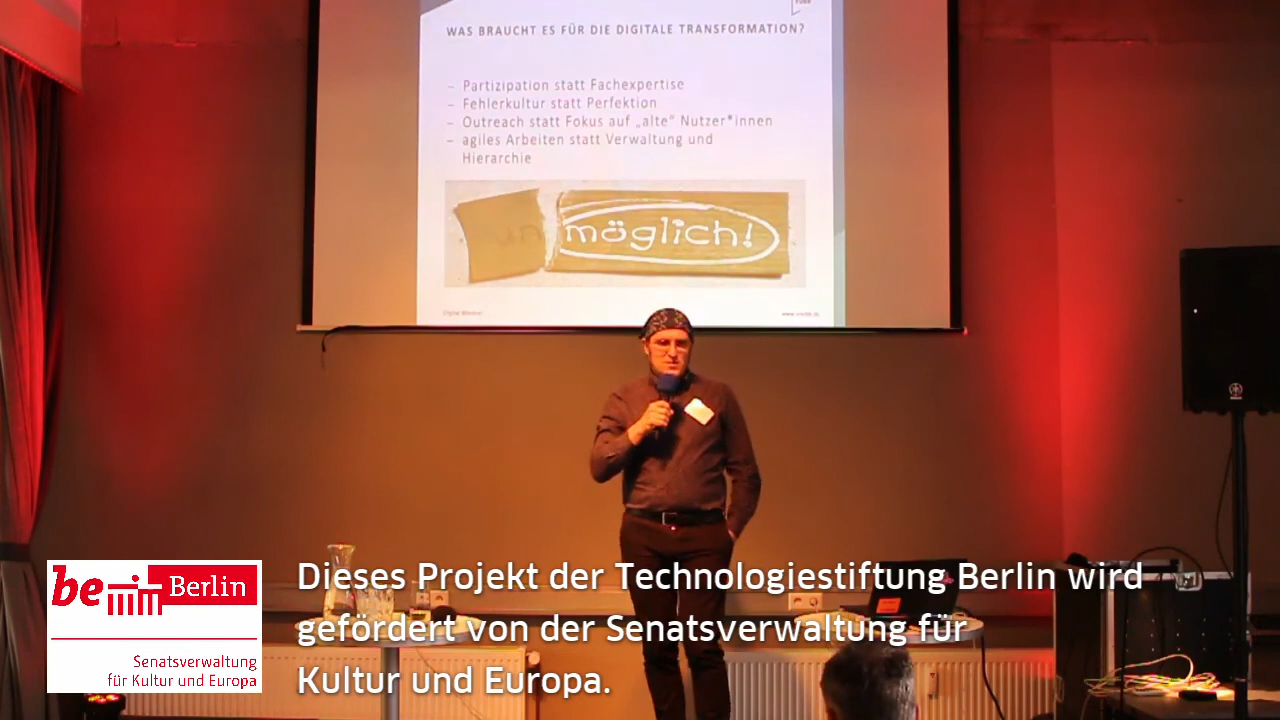 WAS BRAUCHT ES FÜR DIE DIGITALE TRANSFORMATION?
– Partizipation statt Fachexpertise
– Fehlerkultur statt Perfektion
– Outreach statt Fokus auf „alte“ Nutzer*innen
– agiles Arbeiten statt Verwaltung und
Hierarchie
un möglich!
be Berlin
Senatsverwaltung
für Kultur und Europa
Dieses Projekt der Technologiestiftung Berlin wird
gefördert von der Senatsverwaltung für
Kultur und Europa.